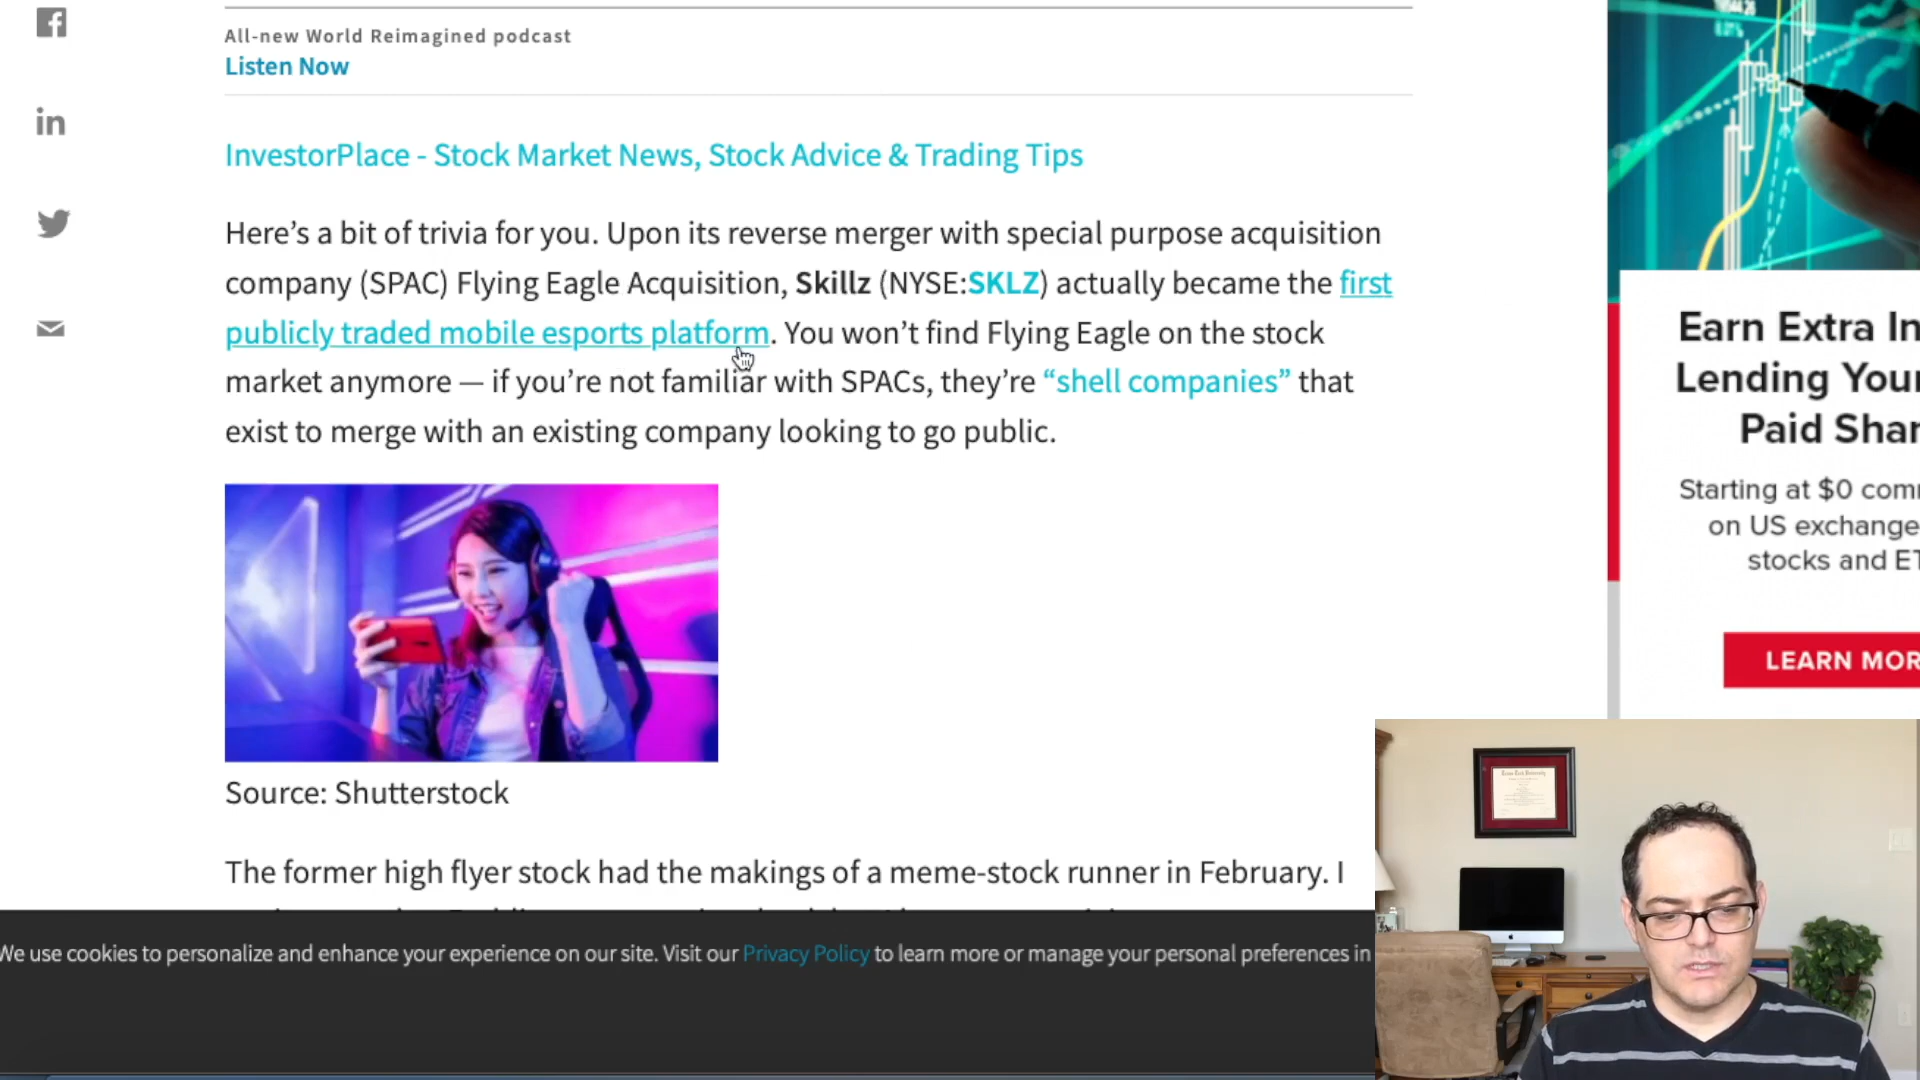 All-new World Reimagined podcast
Listen Now
InvestorPlace - Stock Market News, Stock Advice & Trading Tips
Here’s a bit of trivia for you. Upon its reverse merger with special purpose acquisition
company (SPAC) Flying Eagle Acquisition, Skillz (NYSE:SKLZ) actually became the first
publicly traded mobile esports platform. You won’t find Flying Eagle on the stock
market anymore — if you’re not familiar with SPACs, they’re “shell companies” that
exist to merge with an existing company looking to go public.
Source: Shutterstock
The former high flyer stock had the makings of a meme-stock runner in February. I
We use cookies to personalize and enhance your experience on our site. Visit our Privacy Policy to learn more or manage your personal preferences in
Earn Extra In
Lending Your
Paid Shar
Starting at $0 comm
on US exchange
stocks and ET
LEARN MOR